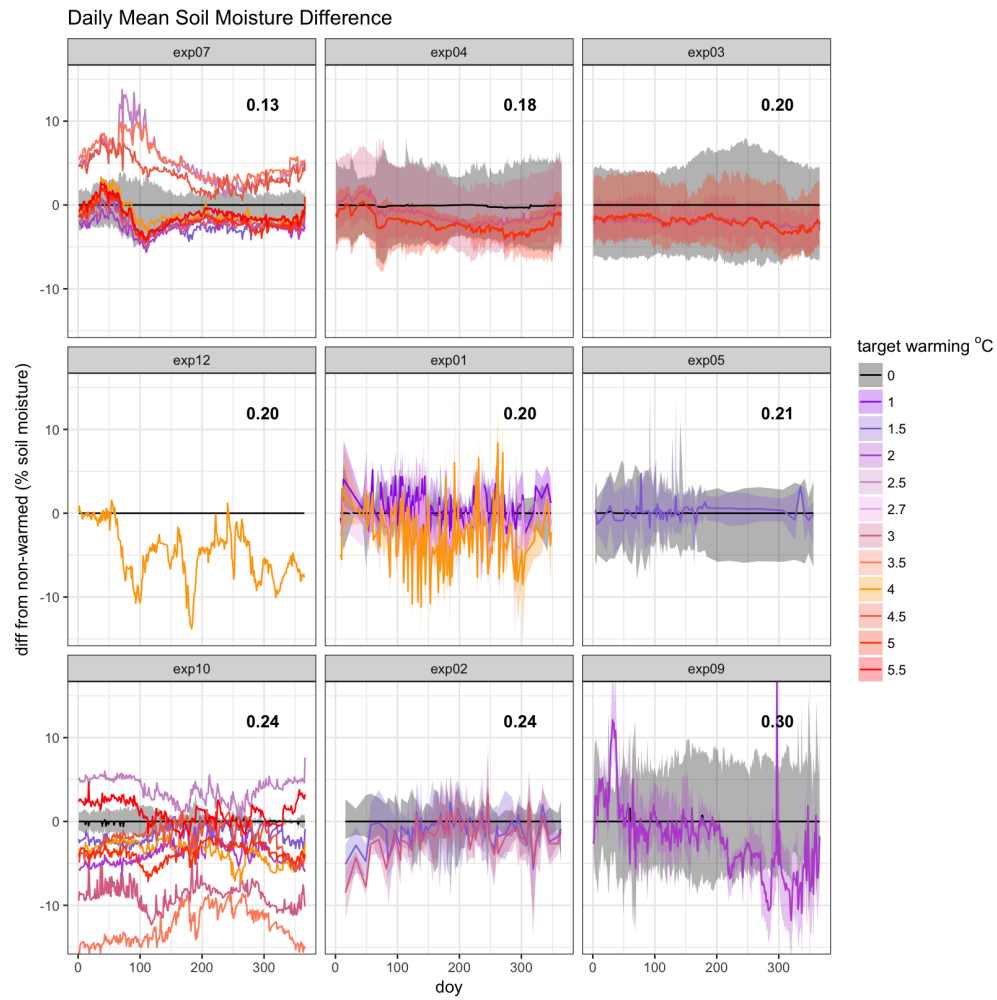 Daily Mean Soil Moisture Difference
exp07 exp04 exp03
0.13 0.18 0.20
10
0
-10
exp12 exp01 exp05
0.20 0.20 0.21
10
0
-10
exp10 exp02 exp09
0.24 0.24 0.30
10
0
-10
0 100 200 300 0 100 200 300 0 100 200 300
doy
diff from non-warmed (% soil moisture)
target warming °C
0
1
1.5
2
2.5
2.7
3
3.5
4
4.5
5
5.5